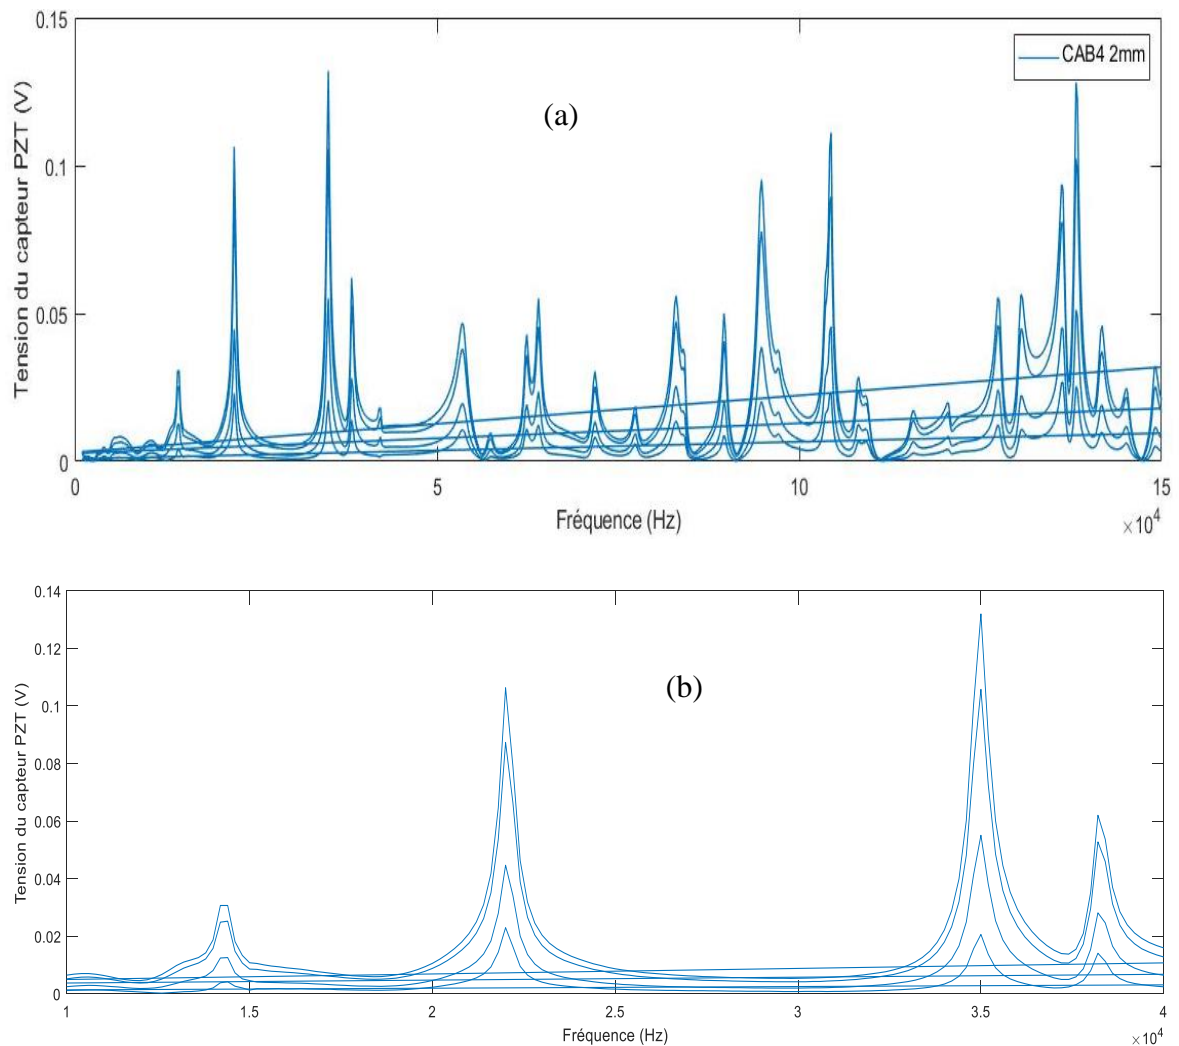 0.15
0.1
0.05
0
Tension du capteur PZT (V)
CAB4 2mm
(a)
0 5 10 15
Fréquence (Hz)
×10⁴
0.14
0.12
0.1
0.08
0.06
0.04
0.02
0
Tension du capteur PZT (V)
(b)
1 1.5 2 2.5 3 3.5 4
Fréquence (Hz)
×10⁴